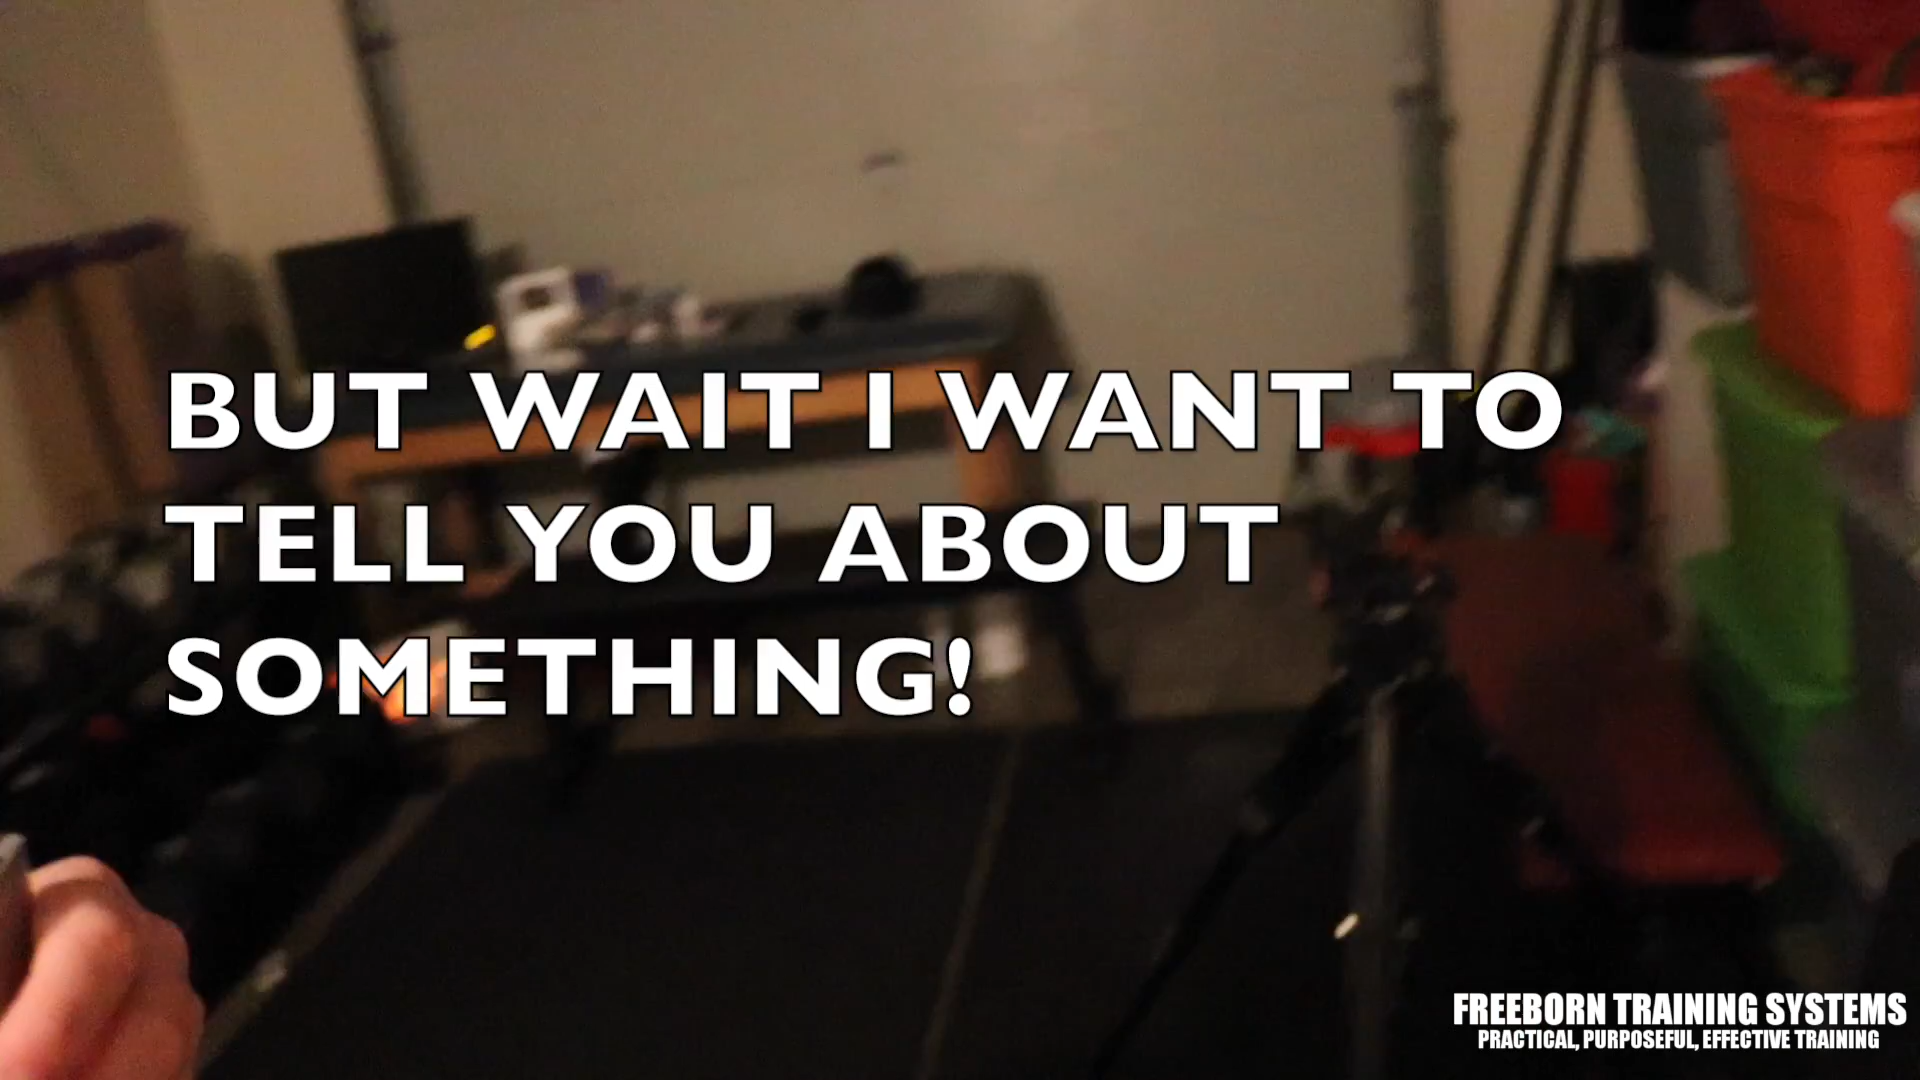 BUT WAIT I WANT TO
TELL YOU ABOUT
SOMETHING!
FREEBORN TRAINING SYSTEMS
PRACTICAL, PURPOSEFUL, EFFECTIVE TRAINING